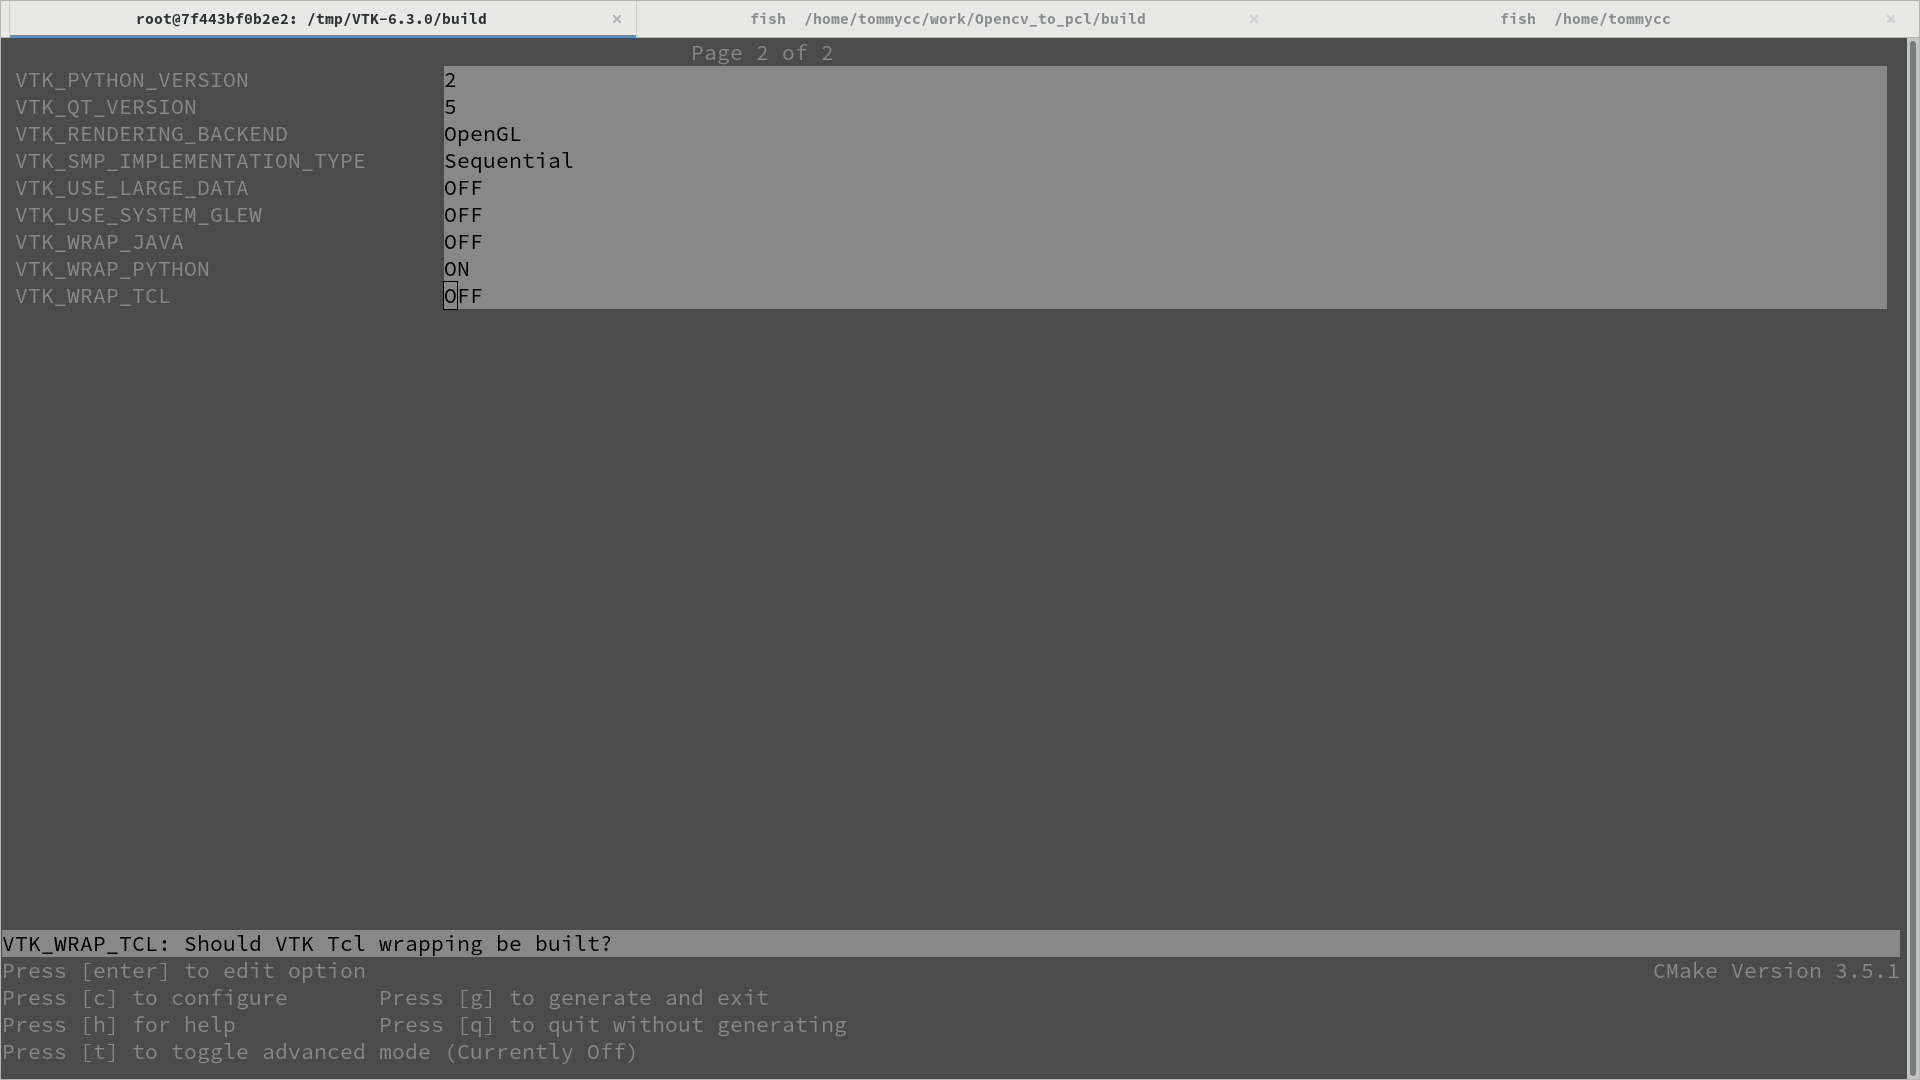 root@7f443bf0b2e2: /tmp/VTK-6.3.0/build × fish /home/tommycc/work/Opencv_to_pcl/build × fish /home/tommycc ×
Page 2 of 2
VTK_PYTHON_VERSION 2
VTK_QT_VERSION 5
VTK_RENDERING_BACKEND OpenGL
VTK_SMP_IMPLEMENTATION_TYPE Sequential
VTK_USE_LARGE_DATA OFF
VTK_USE_SYSTEM_GLEW OFF
VTK_WRAP_JAVA OFF
VTK_WRAP_PYTHON ON
VTK_WRAP_TCL OFF
VTK_WRAP_TCL: Should VTK Tcl wrapping be built?
Press [enter] to edit option CMake Version 3.5.1
Press [c] to configure Press [g] to generate and exit
Press [h] for help Press [q] to quit without generating
Press [t] to toggle advanced mode (Currently Off)